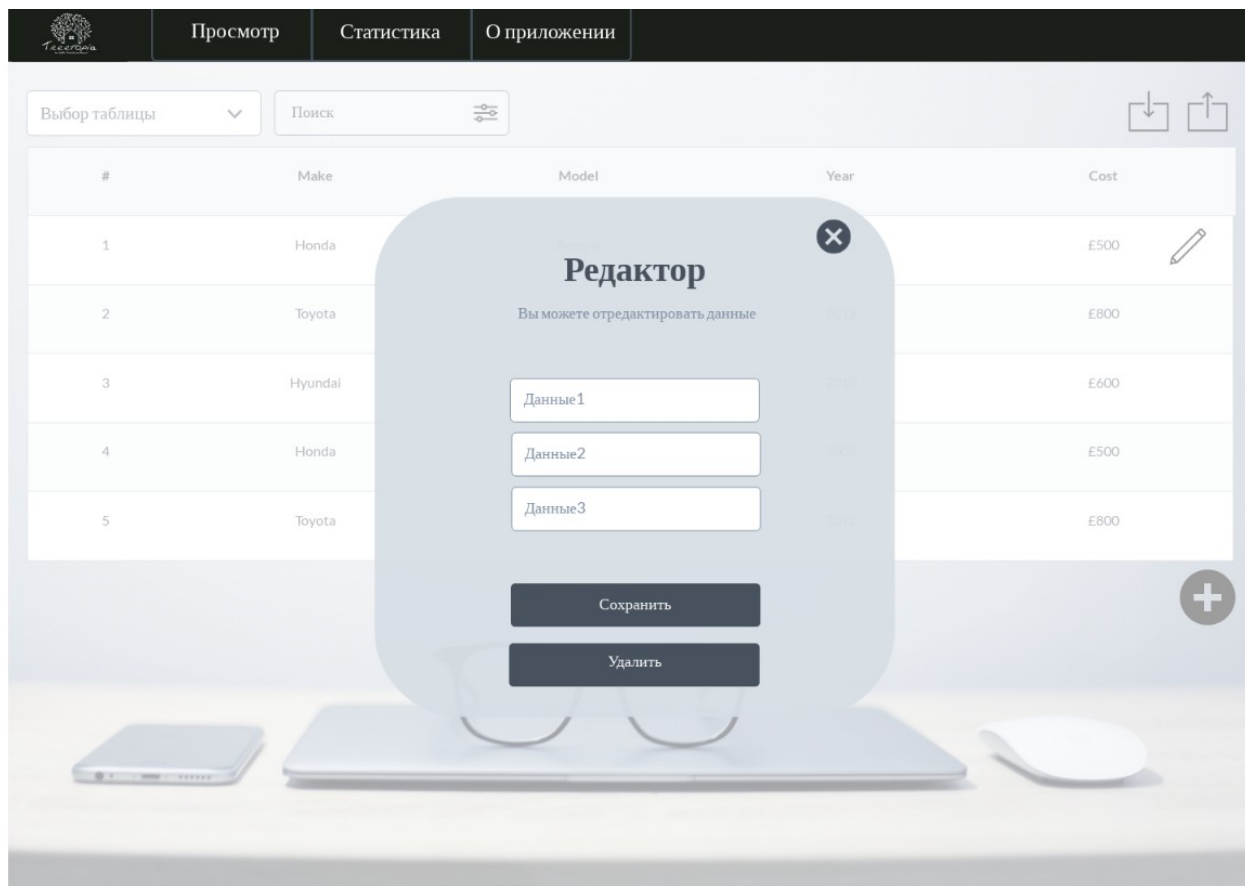 Treetopia
Просмотр
Статистика
О приложении
Выбор таблицы
Поиск
# Make Model Year Cost
1 Honda £500
Редактор
2 Toyota £800
Вы можете отредактировать данные
3 Hyundai £600
Данные1
4 Honda £500
Данные2
5 Toyota £800
Данные3
Сохранить
Удалить